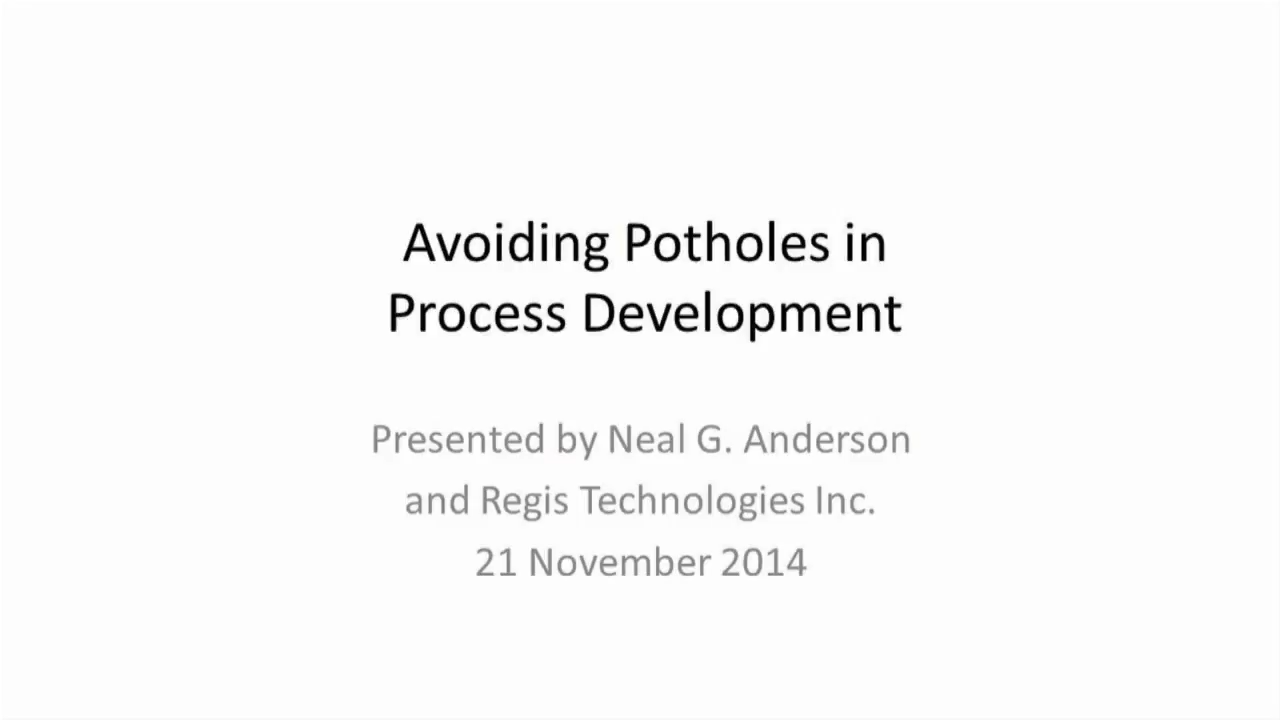 Avoiding Potholes in
Process Development
Presented by Neal G. Anderson
and Regis Technologies Inc.
21 November 2014